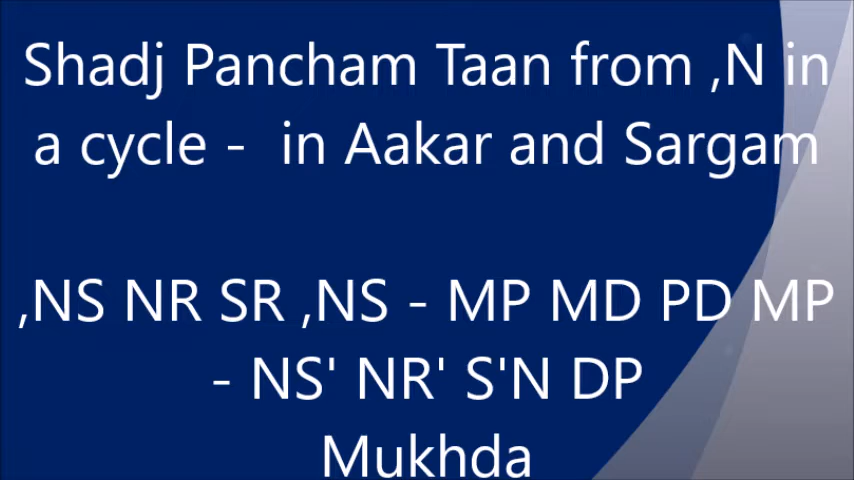 Shadj Pancham Taan from ,N in
a cycle -  in Aakar and Sargam
,NS NR SR ,NS - MP MD PD MP
- NS' NR' S'N DP
Mukhda